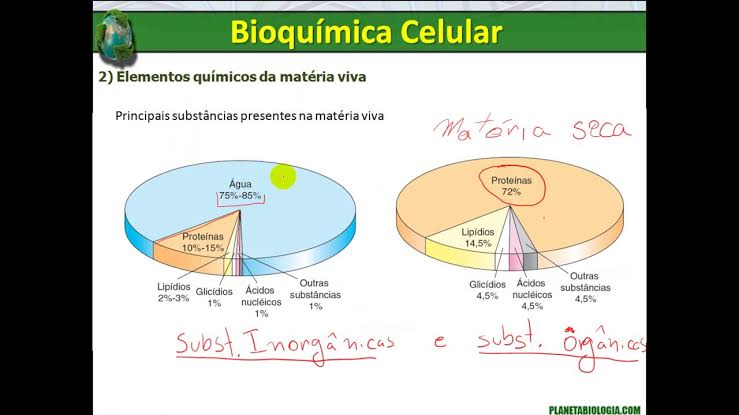 Bioquímica Celular
2) Elementos químicos da matéria viva
Principais substâncias presentes na matéria viva
matéria seca
Água
75%-85%
Proteínas
10%-15%
Lipídios
2%-3%
Glicídios
1%
Ácidos
nucléicos
1%
Outras
substâncias
1%
Proteínas
72%
Lipídios
14,5%
Glicídios
4,5%
Ácidos
nucléicos
4,5%
Outras
substâncias
4,5%
Subst. Inorgânicas e subst. Orgânicas
PLANETABIOLOGIA.COM